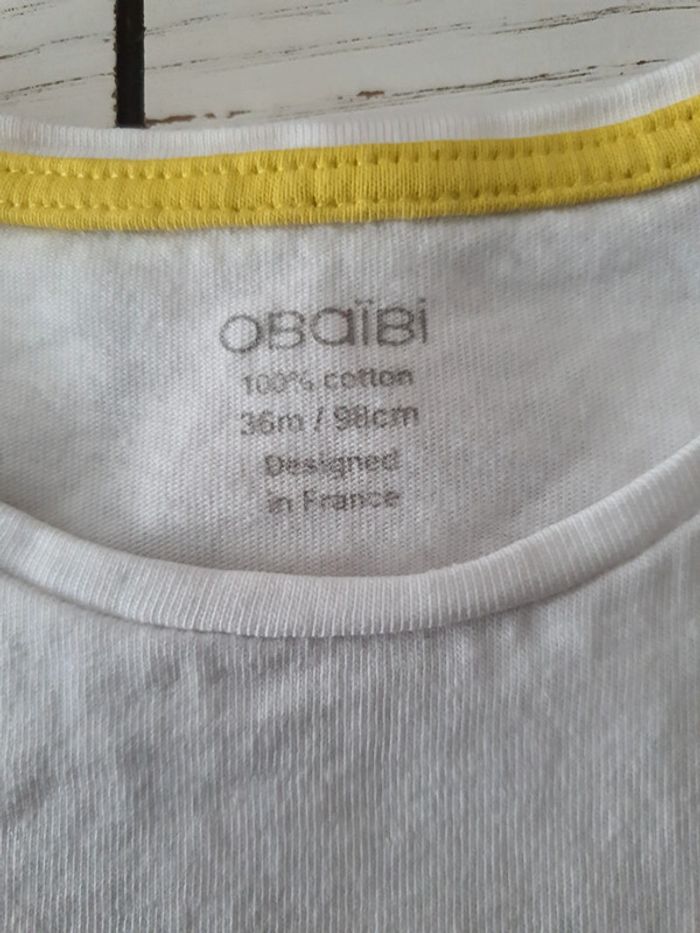 OBaïBi
100% cotton
36m / 98cm
Designed
in France